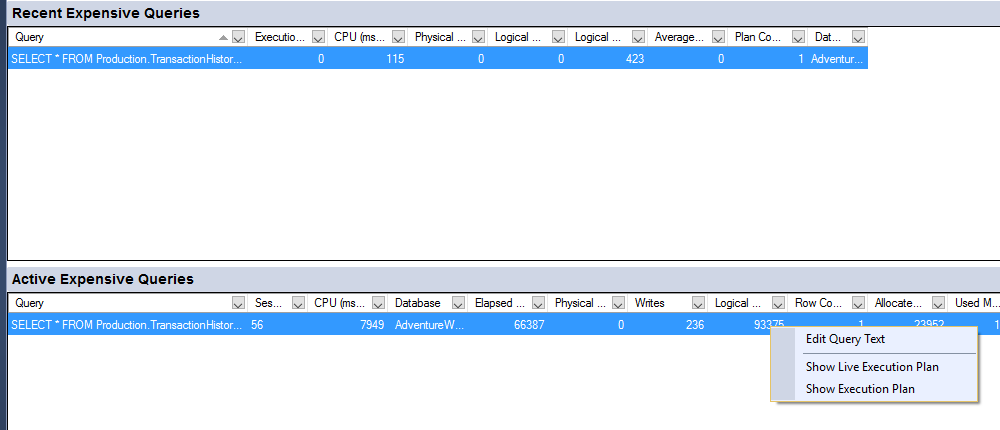 Recent Expensive Queries
Query Executio... CPU (ms... Physical ... Logical ... Logical ... Average... Plan Co... Dat...
SELECT * FROM Production.TransactionHistor... 0 115 0 0 423 0 1 Adventur...
Active Expensive Queries
Query Ses... CPU (ms... Database Elapsed ... Physical ... Writes Logical ... Row Co... Allocate... Used M...
SELECT * FROM Production.TransactionHistor... 56 7949 AdventureW... 66387 0 236 93375 1 23952 1
Edit Query Text
Show Live Execution Plan
Show Execution Plan